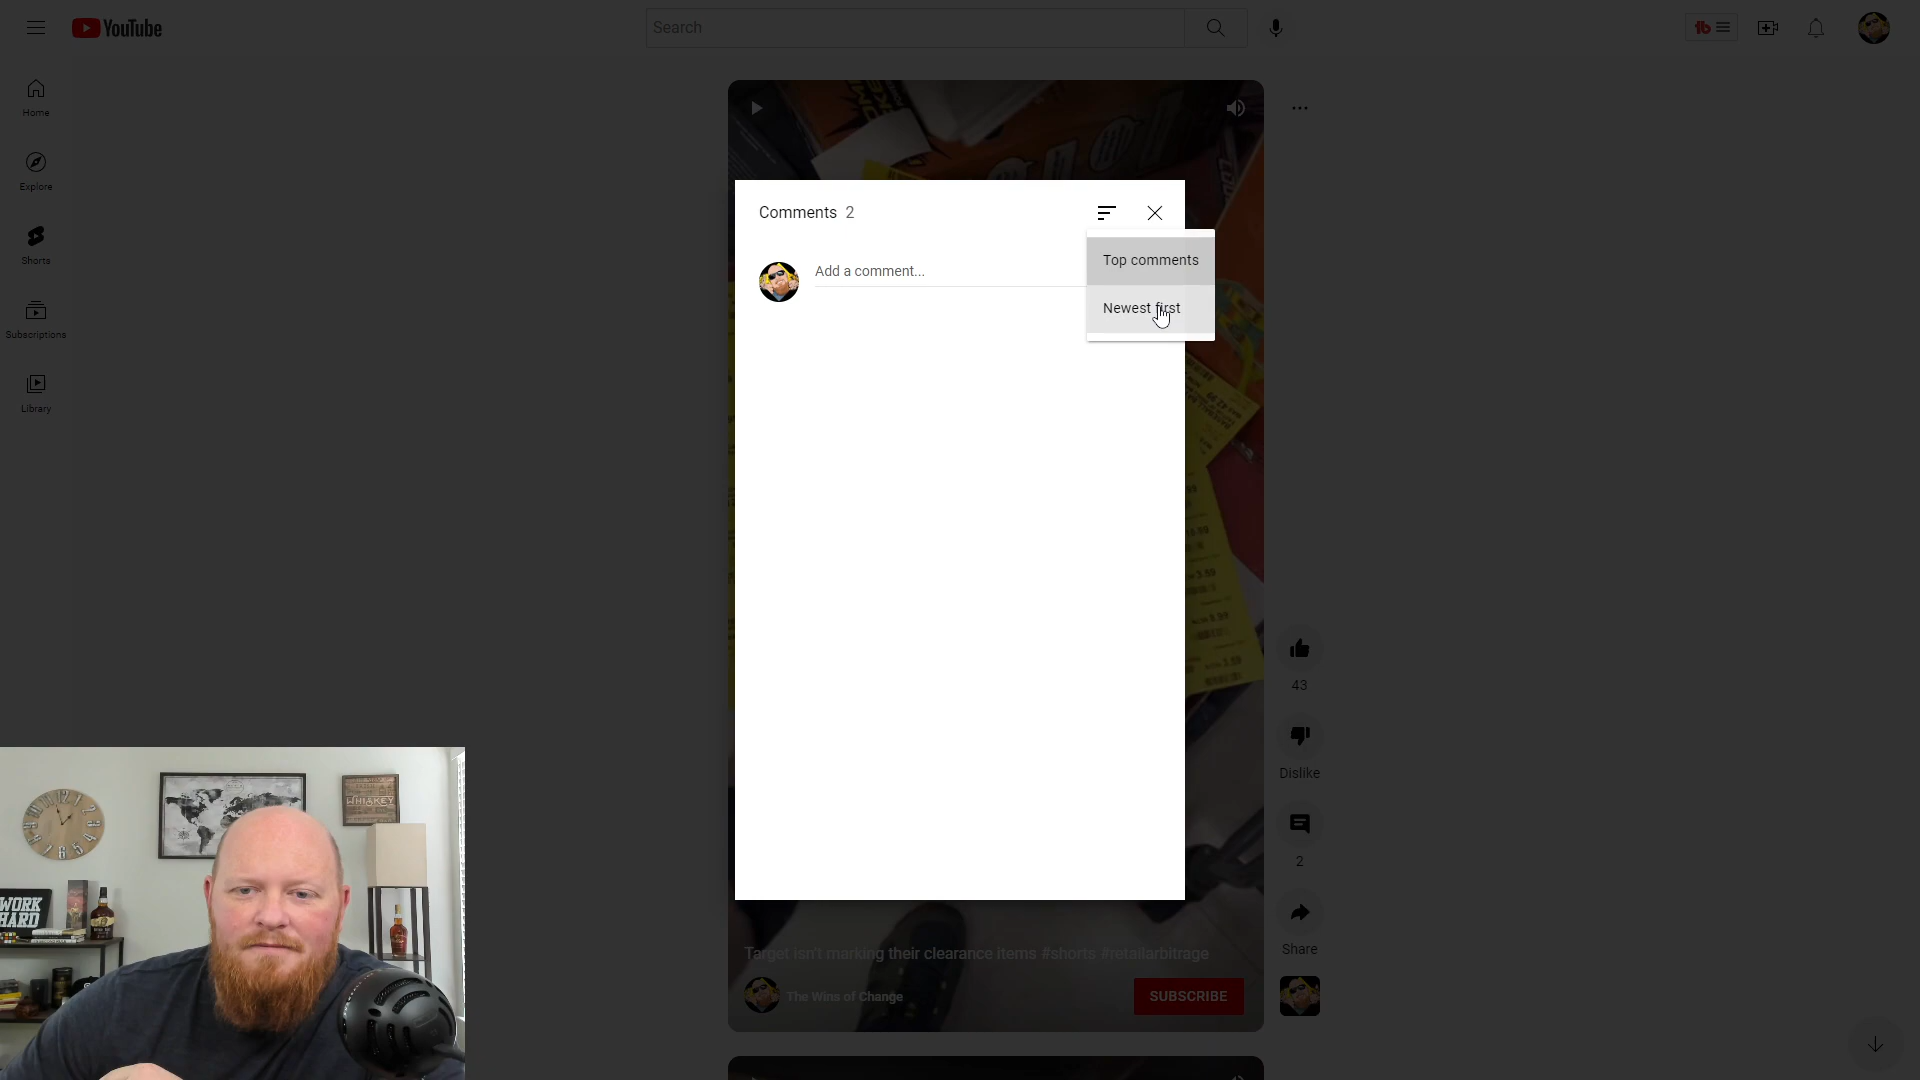 YouTube
Search
Home
Explore
Shorts
Subscriptions
Library
Comments 2
Add a comment...
Top comments
Newest first
43
Dislike
2
Share
Target isn't marking their clearance items #shorts #retailarbitrage
The Wins of Change
SUBSCRIBE
WHISKEY
WORK
HARD